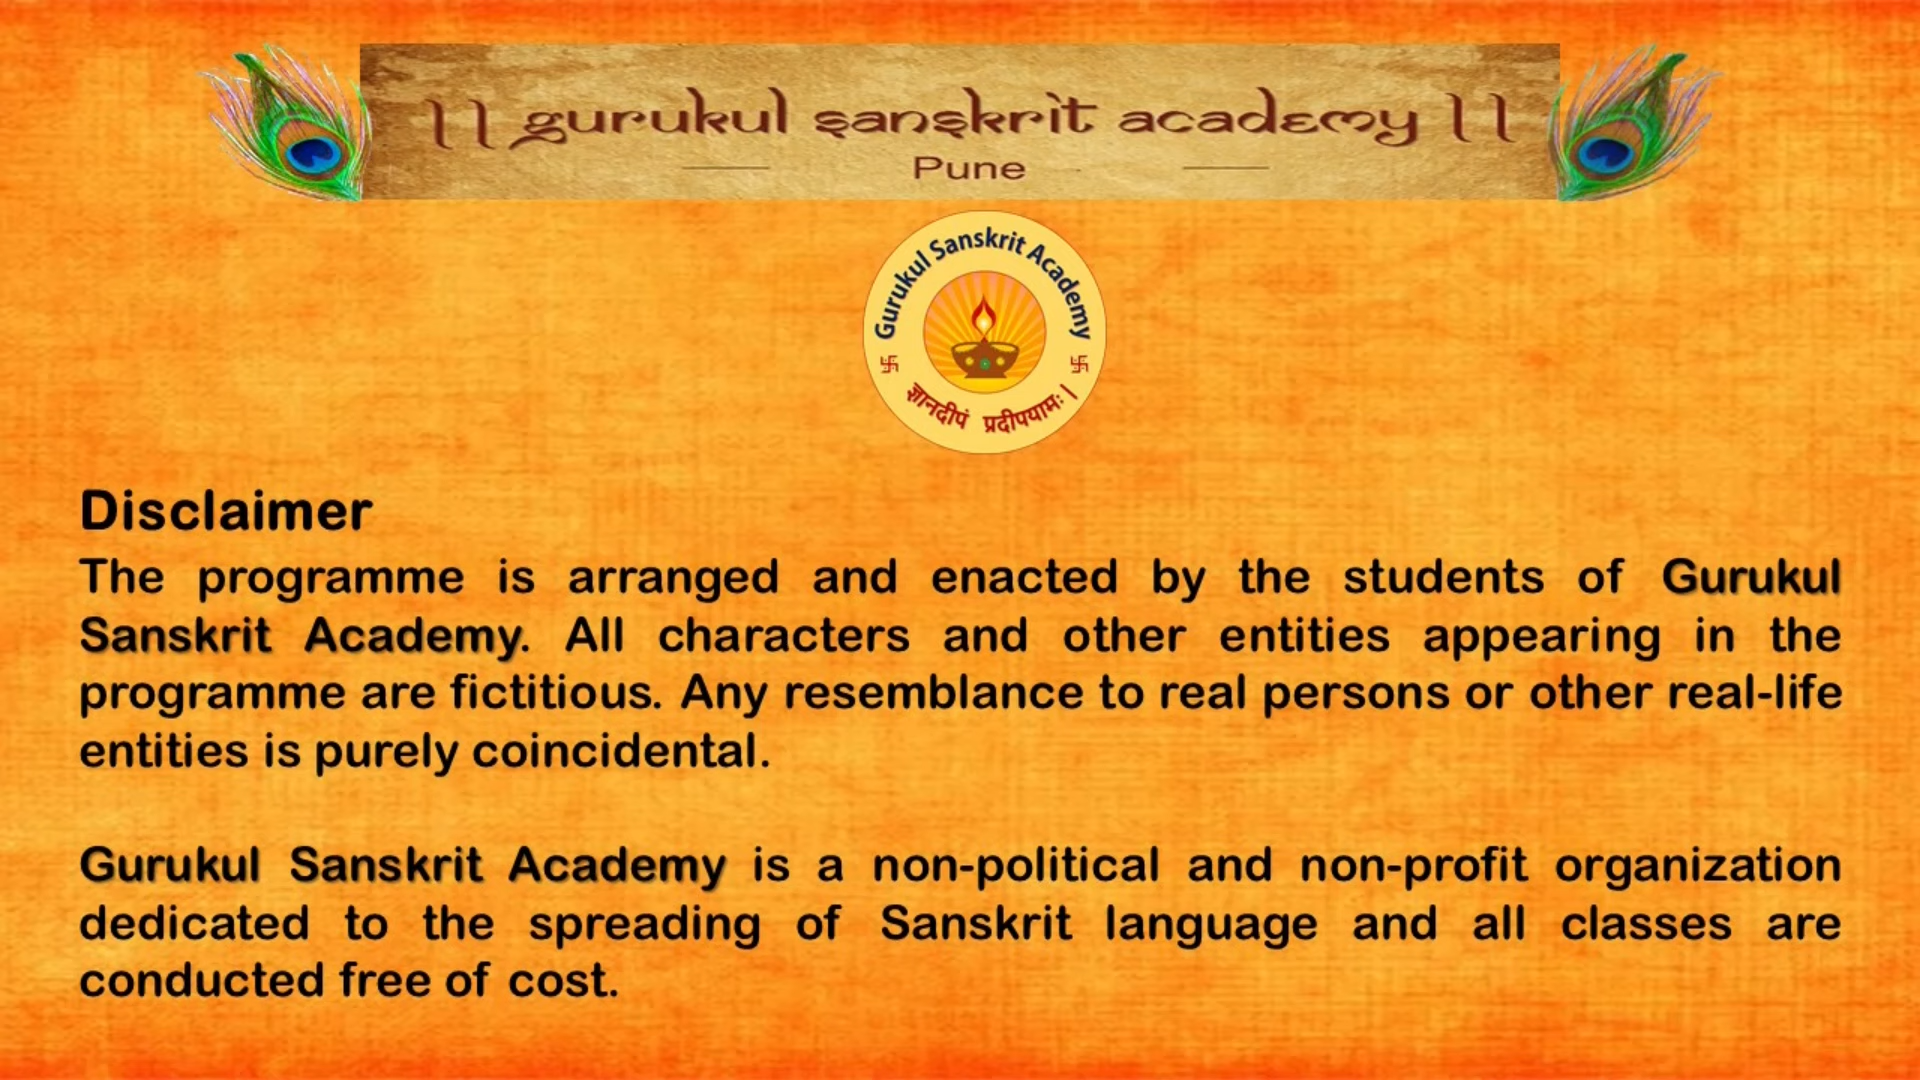 || gurukul sanskrit academy ||
Pune
Gurukul Sanskrit Academy
卐 卐
ज्ञानदीपं प्रदीपयामः।
Disclaimer
The programme is arranged and enacted by the students of Gurukul
Sanskrit Academy. All characters and other entities appearing in the
programme are fictitious. Any resemblance to real persons or other real-life
entities is purely coincidental.
Gurukul Sanskrit Academy is a non-political and non-profit organization
dedicated to the spreading of Sanskrit language and all classes are
conducted free of cost.